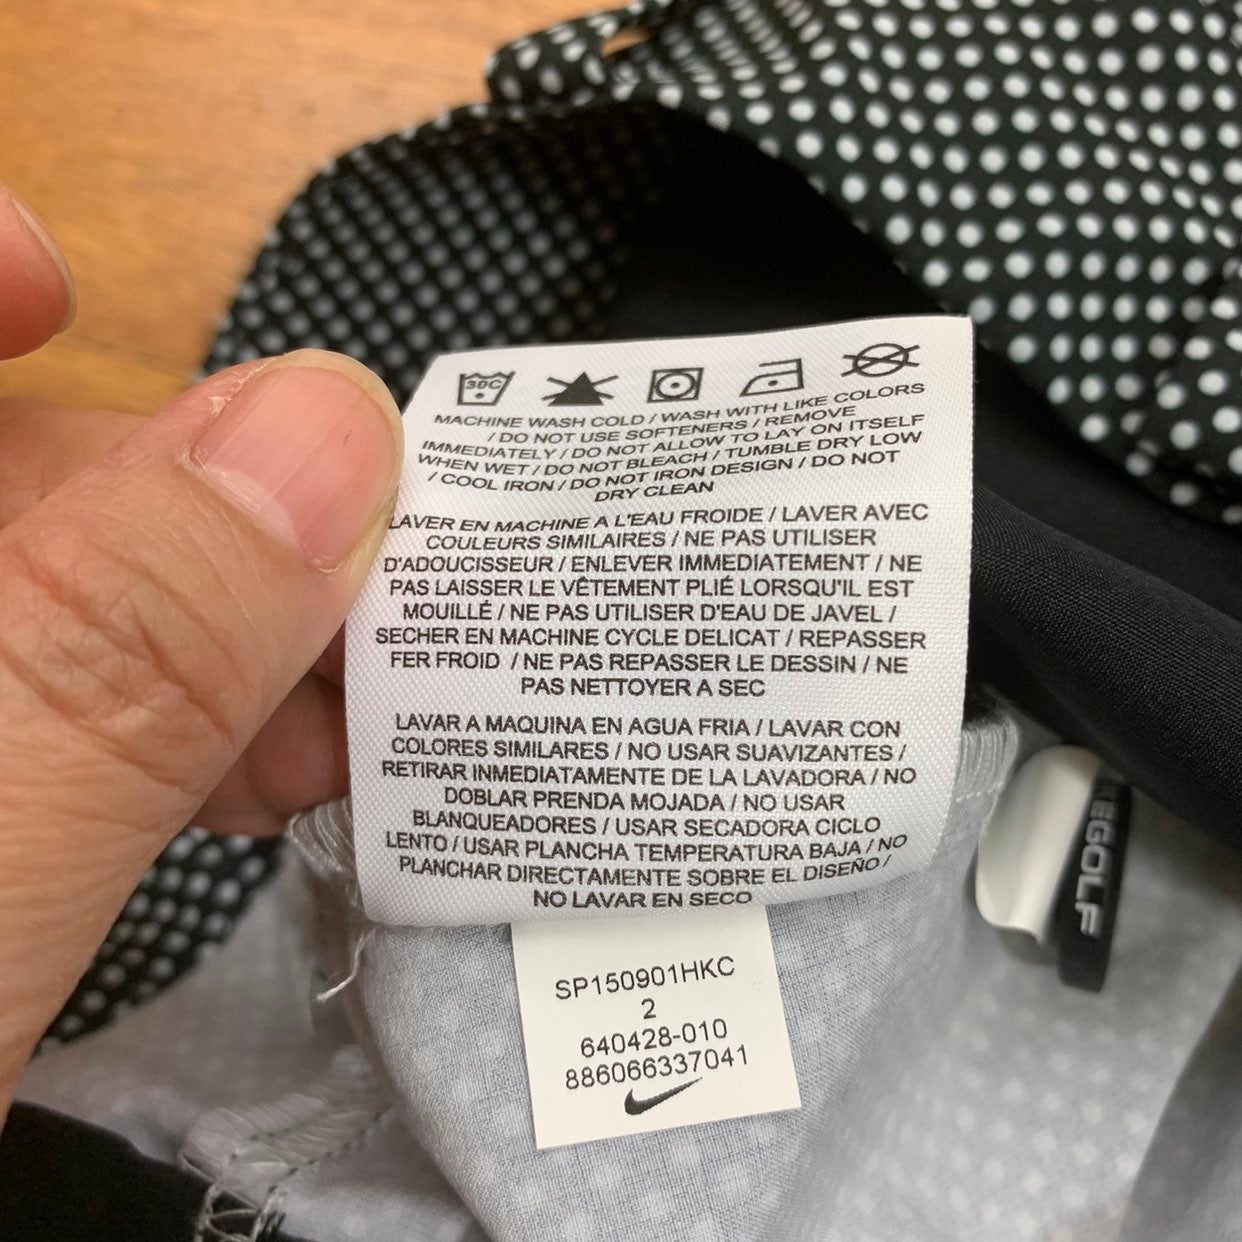 30C
MACHINE WASH COLD / WASH WITH LIKE COLORS
/ DO NOT USE SOFTENERS / REMOVE
IMMEDIATELY / DO NOT ALLOW TO LAY ON ITSELF
WHEN WET / DO NOT BLEACH / TUMBLE DRY LOW
/ COOL IRON / DO NOT IRON DESIGN / DO NOT
DRY CLEAN
LAVER EN MACHINE A L'EAU FROIDE / LAVER AVEC
COULEURS SIMILAIRES / NE PAS UTILISER
D'ADOUCISSEUR / ENLEVER IMMEDIATEMENT / NE
PAS LAISSER LE VÊTEMENT PLIÉ LORSQU'IL EST
MOUILLÉ / NE PAS UTILISER D'EAU DE JAVEL /
SECHER EN MACHINE CYCLE DELICAT / REPASSER
FER FROID / NE PAS REPASSER LE DESSIN / NE
PAS NETTOYER A SEC
LAVAR A MAQUINA EN AGUA FRIA / LAVAR CON
COLORES SIMILARES / NO USAR SUAVIZANTES /
RETIRAR INMEDIATAMENTE DE LA LAVADORA / NO
DOBLAR PRENDA MOJADA / NO USAR
BLANQUEADORES / USAR SECADORA CICLO
LENTO / USAR PLANCHA TEMPERATURA BAJA / NO
PLANCHAR DIRECTAMENTE SOBRE EL DISEÑO /
NO LAVAR EN SECO
SP150901HKC
2
640428-010
886066337041
GOLF